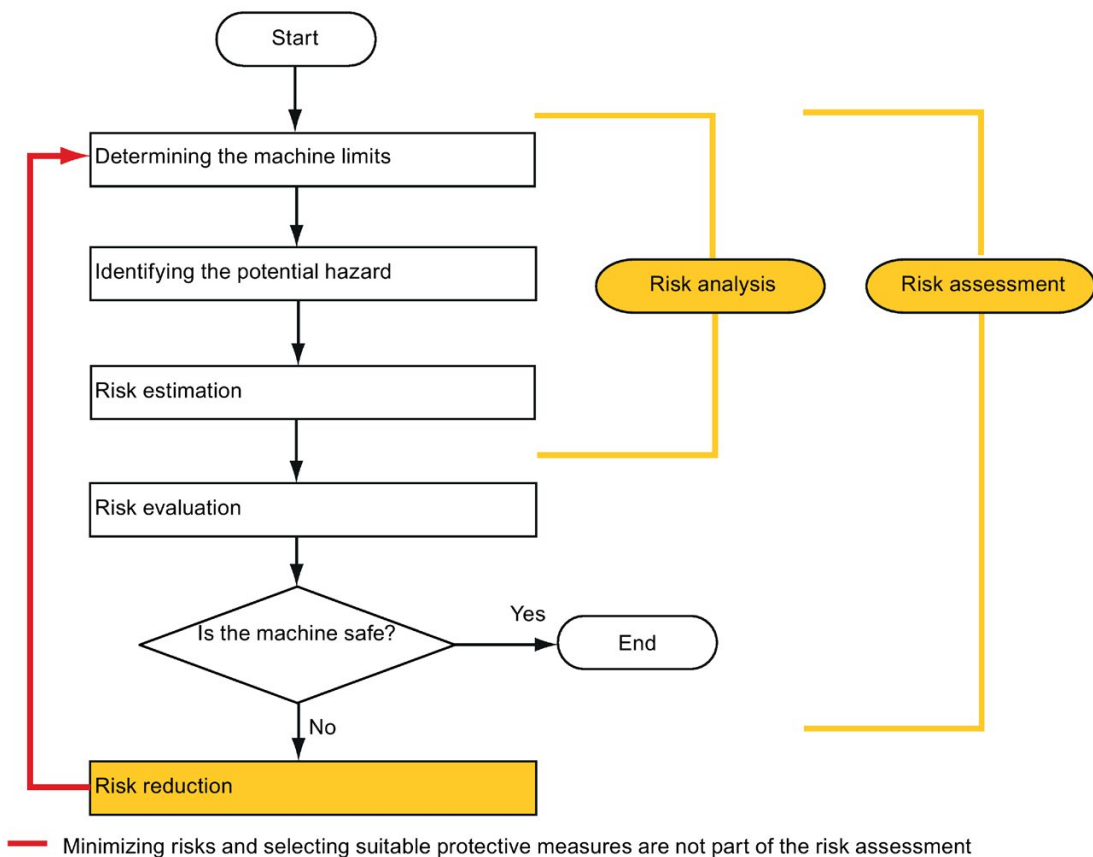 Start
Determining the machine limits
Identifying the potential hazard
Risk analysis
Risk assessment
Risk estimation
Risk evaluation
Is the machine safe?
Yes
End
No
Risk reduction
Minimizing risks and selecting suitable protective measures are not part of the risk assessment